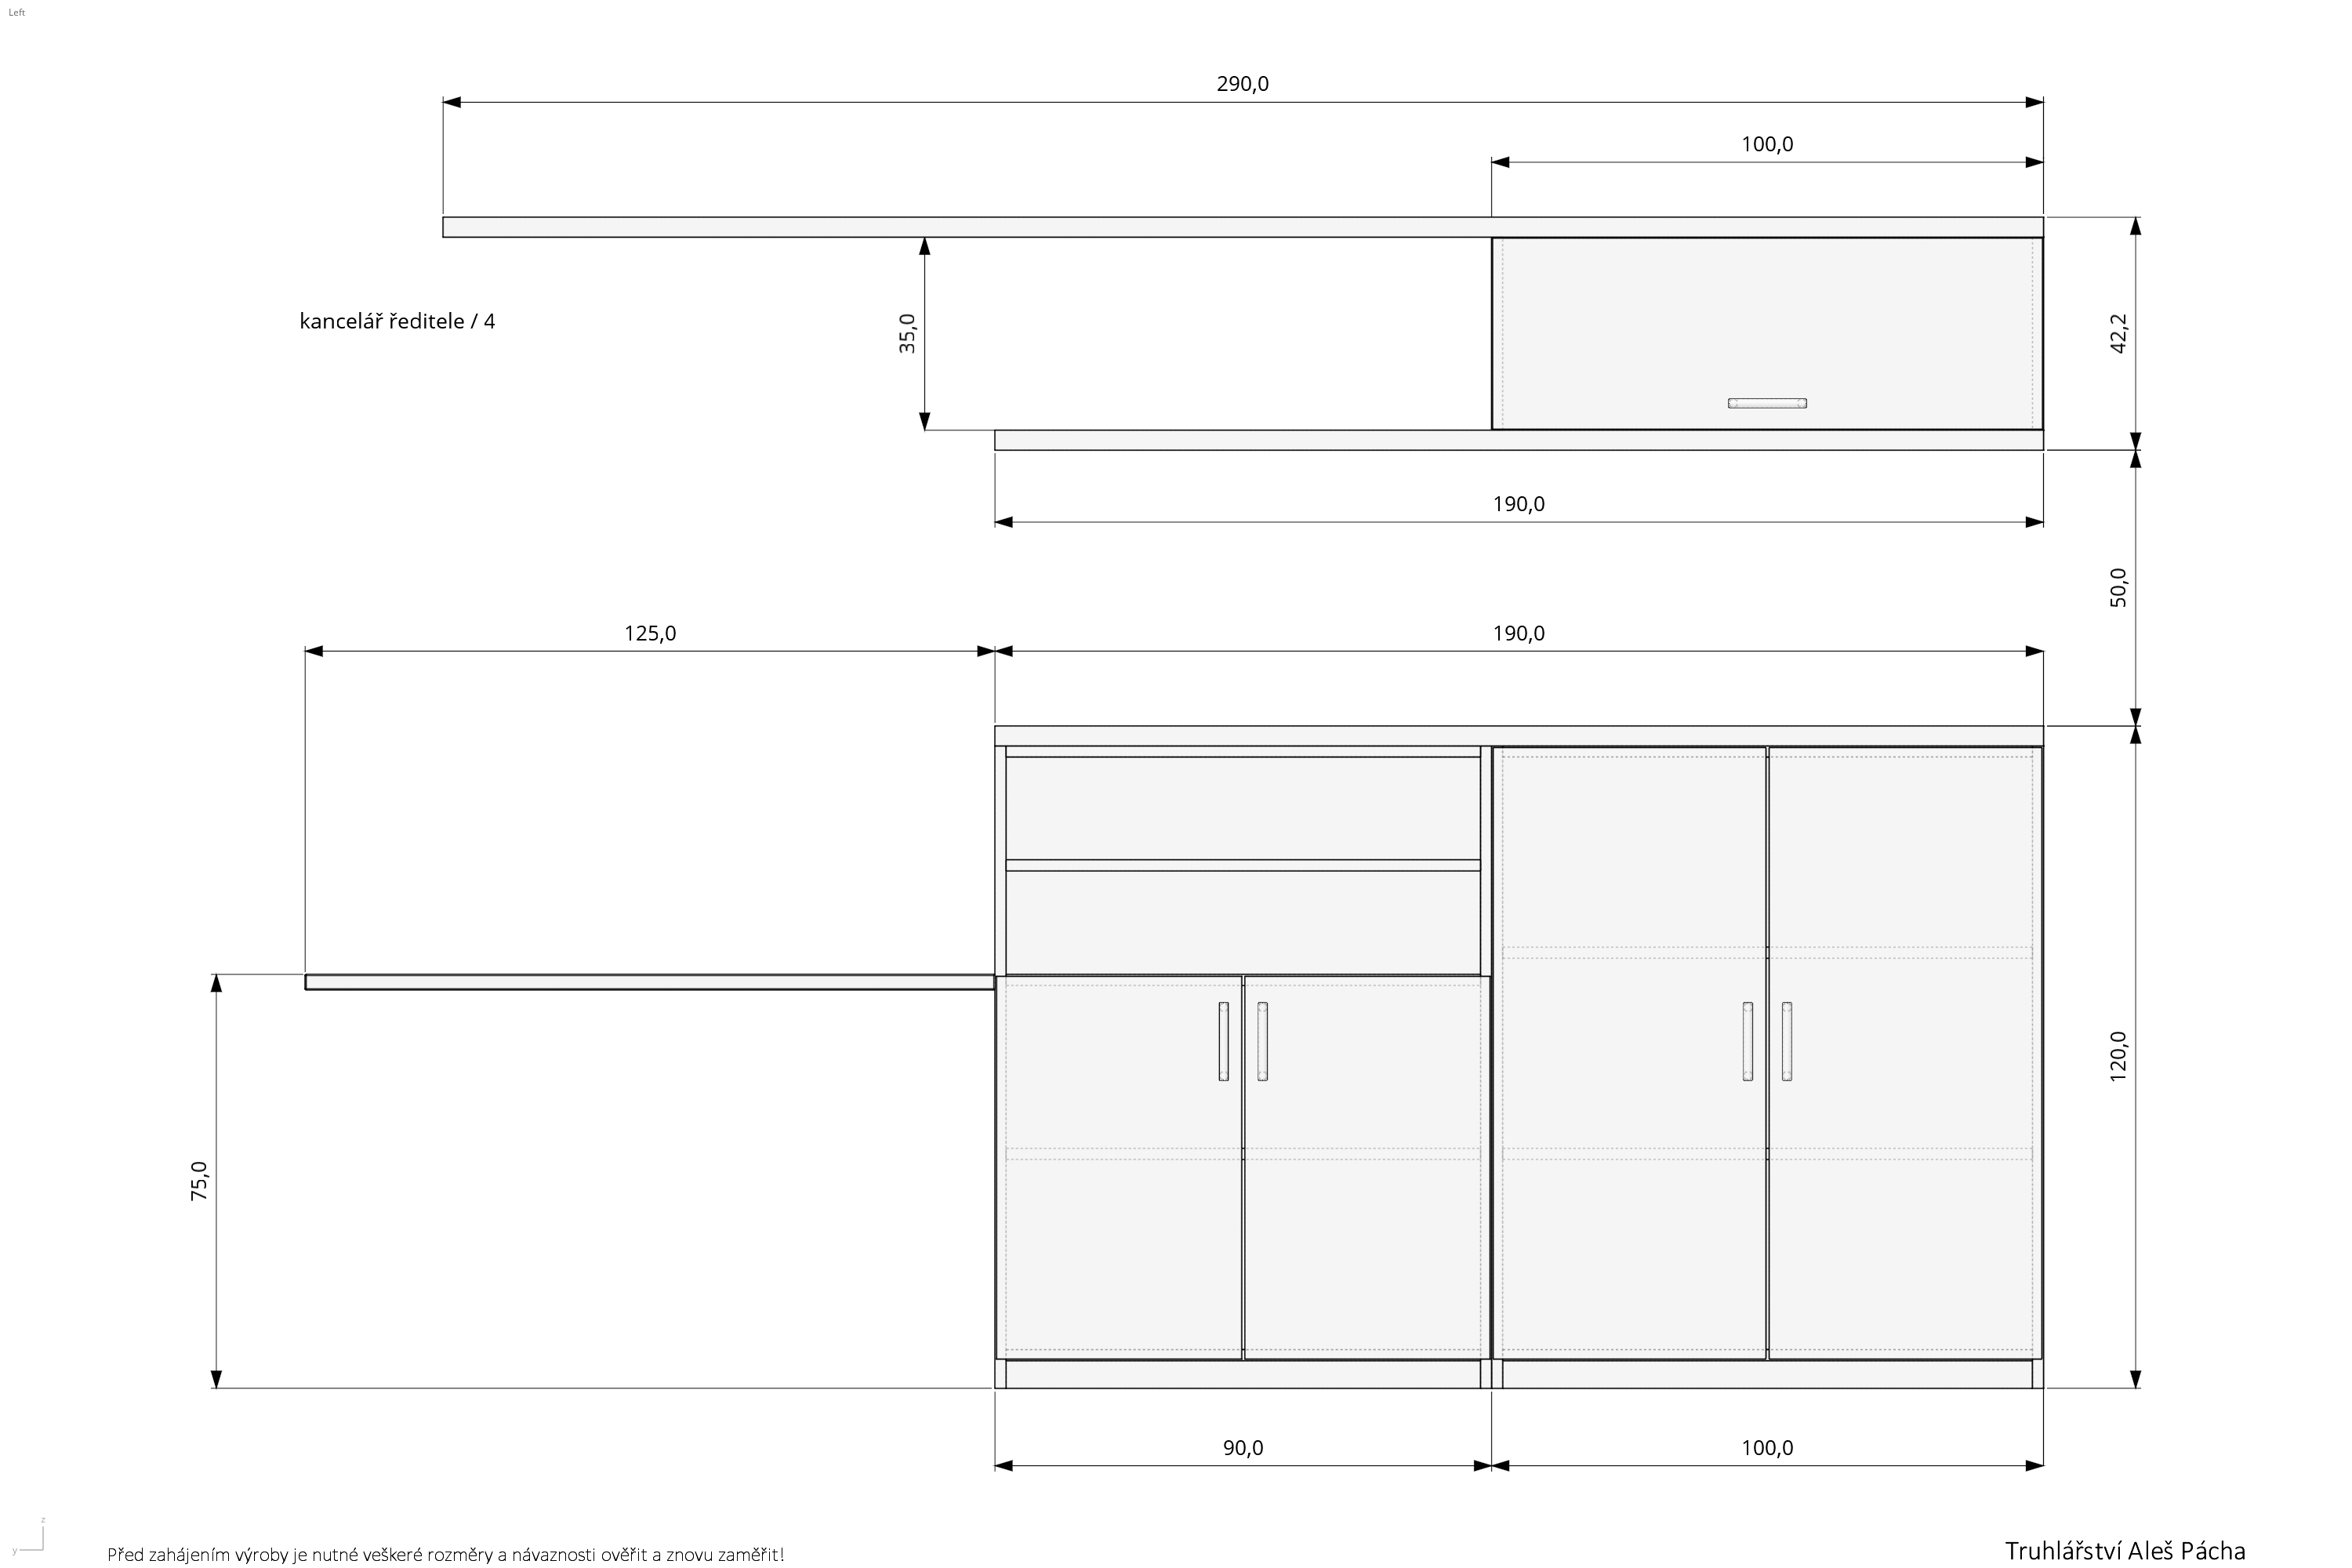 Left
290,0
100,0
kancelář ředitele / 4
35,0
42,2
190,0
50,0
125,0
190,0
120,0
75,0
90,0
100,0
z
y
Před zahájením výroby je nutné veškeré rozměry a návaznosti ověřit a znovu zaměřit!
Truhlářství Aleš Pácha